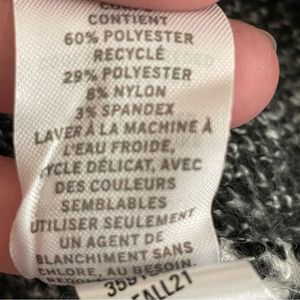 CONTIENT
60% POLYESTER
RECYCLÉ
29% POLYESTER
8% NYLON
3% SPANDEX
LAVER À LA MACHINE À
L'EAU FROIDE,
CYCLE DÉLICAT, AVEC
DES COULEURS
SEMBLABLES
UTILISER SEULEMENT
UN AGENT DE
BLANCHIMENT SANS
CHLORE, AU BESOIN.
FALL21